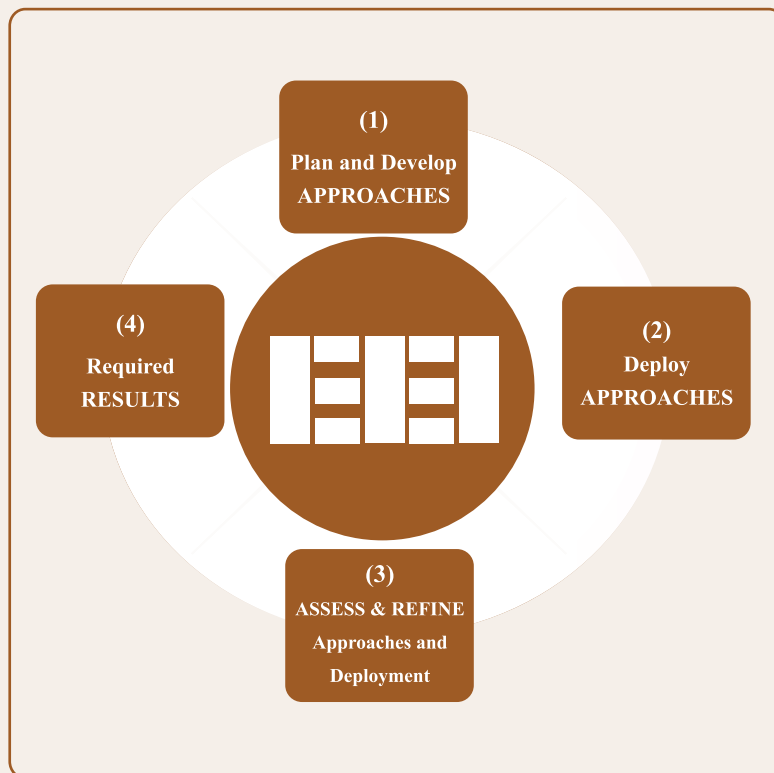 (1)
Plan and Develop
APPROACHES
(2)
Deploy
APPROACHES
(3)
ASSESS & REFINE
Approaches and
Deployment
(4)
Required
RESULTS